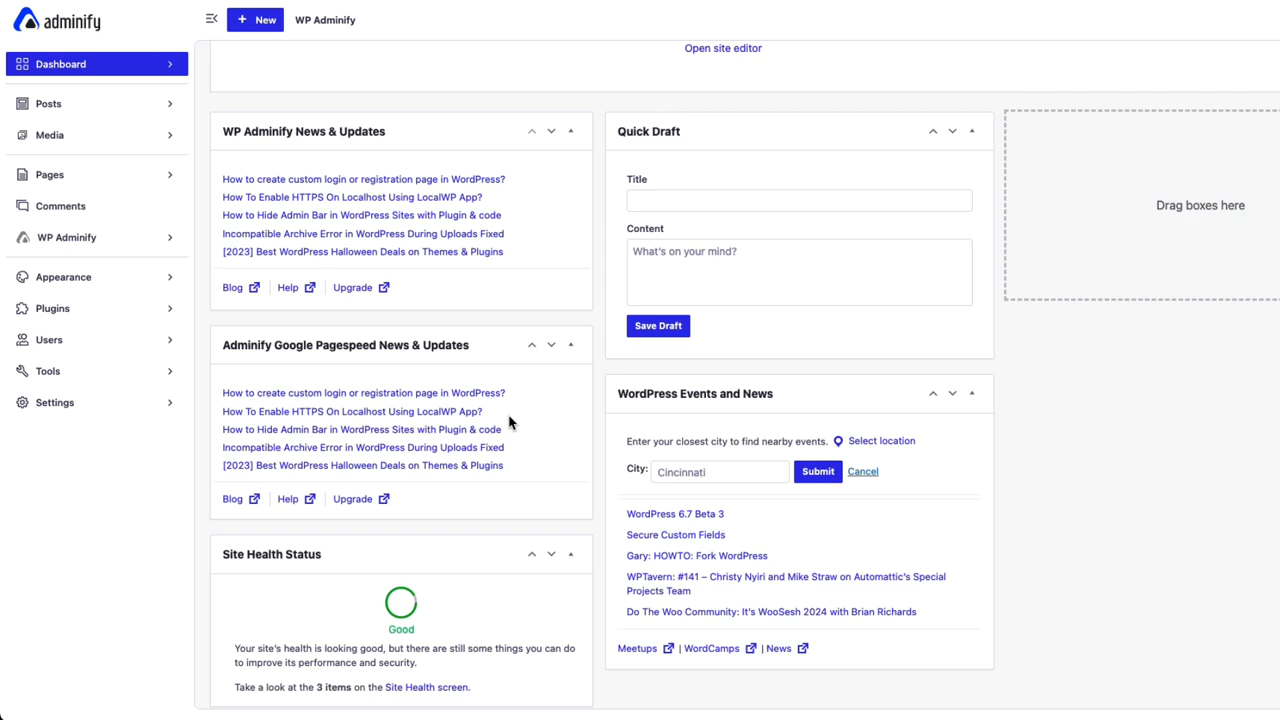 adminify
New
WP Adminify
Dashboard
Posts
Media
Pages
Comments
WP Adminify
Appearance
Plugins
Users
Tools
Settings
Open site editor
WP Adminify News & Updates
How to create custom login or registration page in WordPress?
How To Enable HTTPS On Localhost Using LocalWP App?
How to Hide Admin Bar in WordPress Sites with Plugin & code
Incompatible Archive Error in WordPress During Uploads Fixed
[2023] Best WordPress Halloween Deals on Themes & Plugins
Blog | Help | Upgrade
Adminify Google Pagespeed News & Updates
How to create custom login or registration page in WordPress?
How To Enable HTTPS On Localhost Using LocalWP App?
How to Hide Admin Bar in WordPress Sites with Plugin & code
Incompatible Archive Error in WordPress During Uploads Fixed
[2023] Best WordPress Halloween Deals on Themes & Plugins
Blog | Help | Upgrade
Site Health Status
Good
Your site's health is looking good, but there are still some things you can do
to improve its performance and security.
Take a look at the 3 items on the Site Health screen.
Quick Draft
Title
Content
What's on your mind?
Save Draft
WordPress Events and News
Enter your closest city to find nearby events. Select location
City: Cincinnati Submit Cancel
WordPress 6.7 Beta 3
Secure Custom Fields
Gary: HOWTO: Fork WordPress
WPTavern: #141 – Christy Nyiri and Mike Straw on Automattic's Special
Projects Team
Do The Woo Community: It's WooSesh 2024 with Brian Richards
Meetups | WordCamps | News
Drag boxes here